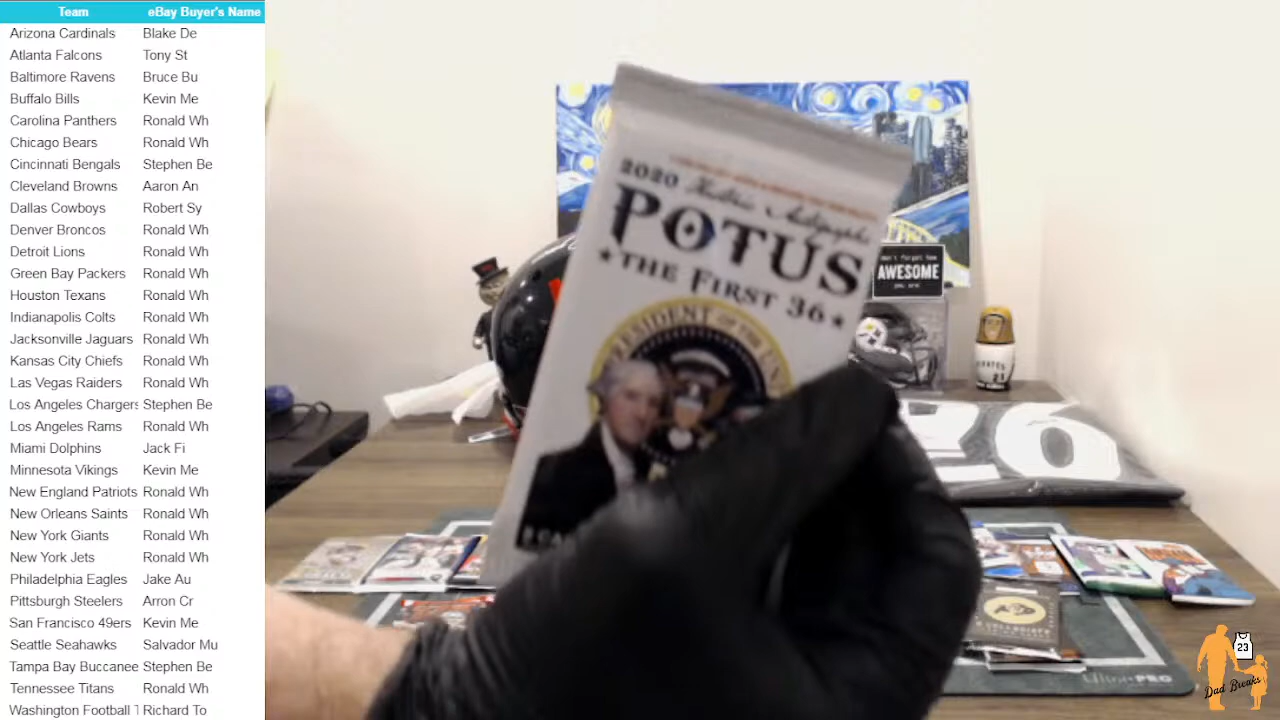 Team eBay Buyer's Name
Arizona Cardinals Blake De
Atlanta Falcons Tony St
Baltimore Ravens Bruce Bu
Buffalo Bills Kevin Me
Carolina Panthers Ronald Wh
Chicago Bears Ronald Wh
Cincinnati Bengals Stephen Be
Cleveland Browns Aaron An
Dallas Cowboys Robert Sy
Denver Broncos Ronald Wh
Detroit Lions Ronald Wh
Green Bay Packers Ronald Wh
Houston Texans Ronald Wh
Indianapolis Colts Ronald Wh
Jacksonville Jaguars Ronald Wh
Kansas City Chiefs Ronald Wh
Las Vegas Raiders Ronald Wh
Los Angeles Chargers Stephen Be
Los Angeles Rams Ronald Wh
Miami Dolphins Jack Fi
Minnesota Vikings Kevin Me
New England Patriots Ronald Wh
New Orleans Saints Ronald Wh
New York Giants Ronald Wh
New York Jets Ronald Wh
Philadelphia Eagles Jake Au
Pittsburgh Steelers Arron Cr
San Francisco 49ers Kevin Me
Seattle Seahawks Salvador Mu
Tampa Bay Buccanee Stephen Be
Tennessee Titans Ronald Wh
Washington Football Richard To
2020 Historic Autographs
POTUS
★THE FIRST 36★
PRESIDENT OF THE UNI
AWESOME
23
Dad Breaks